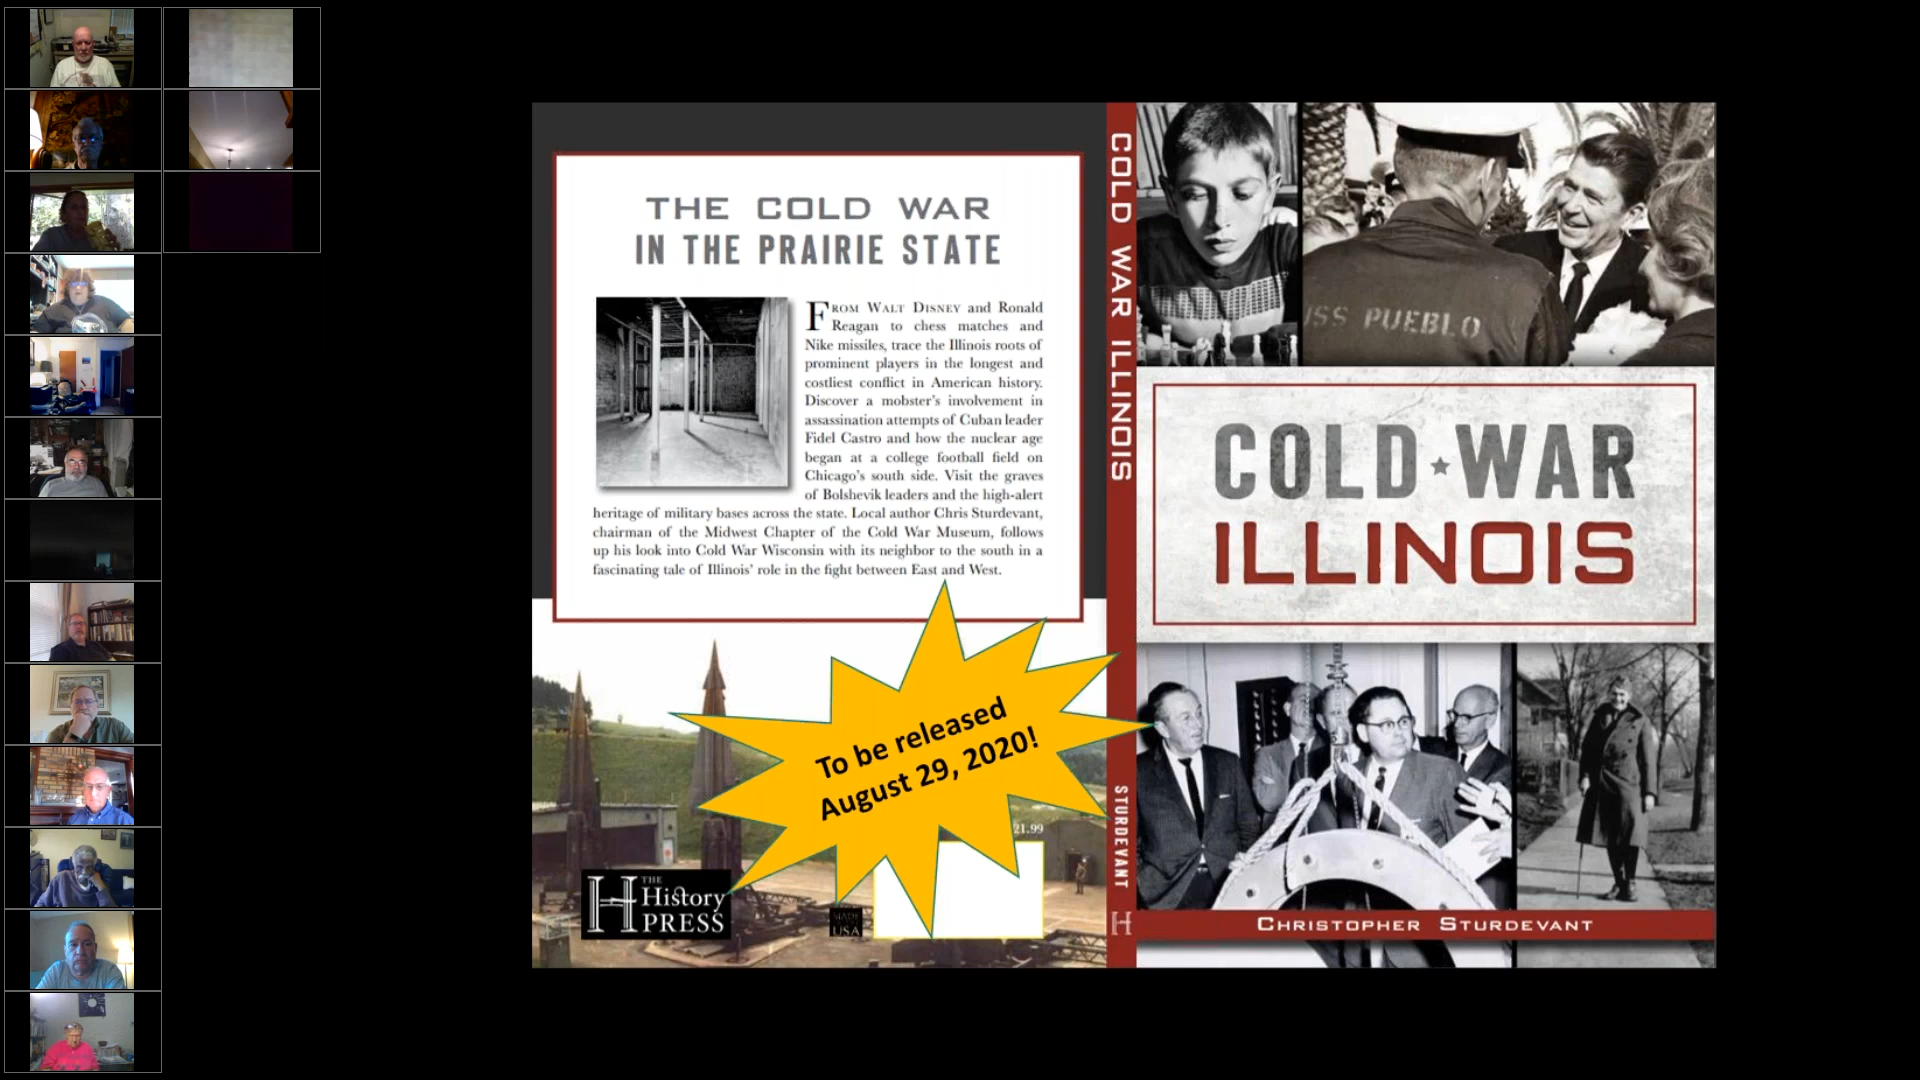 THE COLD WAR
IN THE PRAIRIE STATE
FROM WALT DISNEY and Ronald
Reagan to chess matches and
Nike missiles, trace the Illinois roots of
prominent players in the longest and
costliest conflict in American history.
Discover a mobster's involvement in
assassination attempts of Cuban leader
Fidel Castro and how the nuclear age
began at a college football field on
Chicago's south side. Visit the graves
of Bolshevik leaders and the high-alert
heritage of military bases across the state. Local author Chris Sturdevant,
chairman of the Midwest Chapter of the Cold War Museum, follows
up his look into Cold War Wisconsin with its neighbor to the south in a
fascinating tale of Illinois' role in the fight between East and West.
To be released
August 29, 2020!
21.99
THE
History
PRESS
MADE
USA
COLD WAR ILLINOIS
STURDEVANT
H
USS PUEBLO
COLD WAR
ILLINOIS
CHRISTOPHER STURDEVANT